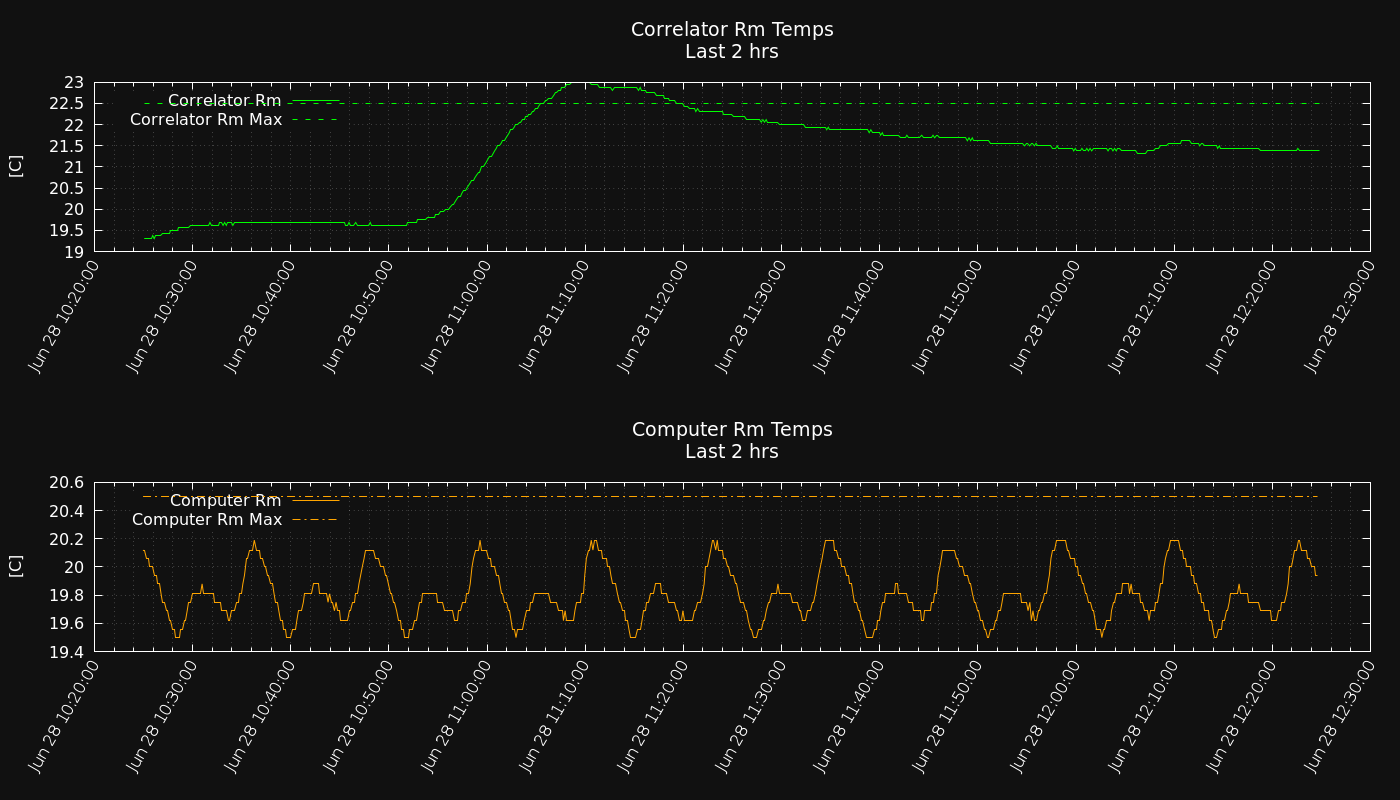 Correlator Rm Temps
Last 2 hrs
[C]
23
22.5
22
21.5
21
20.5
20
19.5
19
Correlator Rm
Correlator Rm Max
Jun 28 10:20:00
Jun 28 10:30:00
Jun 28 10:40:00
Jun 28 10:50:00
Jun 28 11:00:00
Jun 28 11:10:00
Jun 28 11:20:00
Jun 28 11:30:00
Jun 28 11:40:00
Jun 28 11:50:00
Jun 28 12:00:00
Jun 28 12:10:00
Jun 28 12:20:00
Jun 28 12:30:00
Computer Rm Temps
Last 2 hrs
[C]
20.6
20.4
20.2
20
19.8
19.6
19.4
Computer Rm
Computer Rm Max
Jun 28 10:20:00
Jun 28 10:30:00
Jun 28 10:40:00
Jun 28 10:50:00
Jun 28 11:00:00
Jun 28 11:10:00
Jun 28 11:20:00
Jun 28 11:30:00
Jun 28 11:40:00
Jun 28 11:50:00
Jun 28 12:00:00
Jun 28 12:10:00
Jun 28 12:20:00
Jun 28 12:30:00